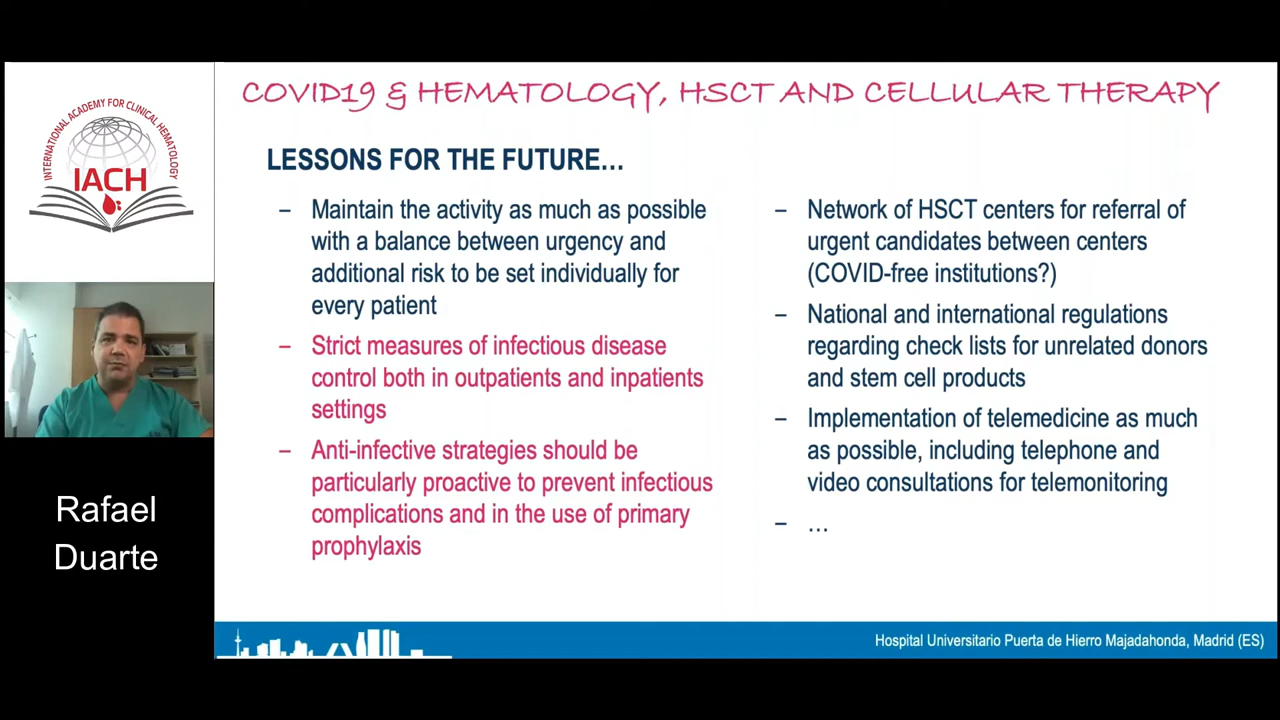 COVID19 & HEMATOLOGY, HSCT AND CELLULAR THERAPY
INTERNATIONAL ACADEMY FOR CLINICAL HEMATOLOGY
IACH
LESSONS FOR THE FUTURE...
– Maintain the activity as much as possible
with a balance between urgency and
additional risk to be set individually for
every patient
– Strict measures of infectious disease
control both in outpatients and inpatients
settings
– Anti-infective strategies should be
particularly proactive to prevent infectious
complications and in the use of primary
prophylaxis
– Network of HSCT centers for referral of
urgent candidates between centers
(COVID-free institutions?)
– National and international regulations
regarding check lists for unrelated donors
and stem cell products
– Implementation of telemedicine as much
as possible, including telephone and
video consultations for telemonitoring
– ...
Rafael
Duarte
Hospital Universitario Puerta de Hierro Majadahonda, Madrid (ES)